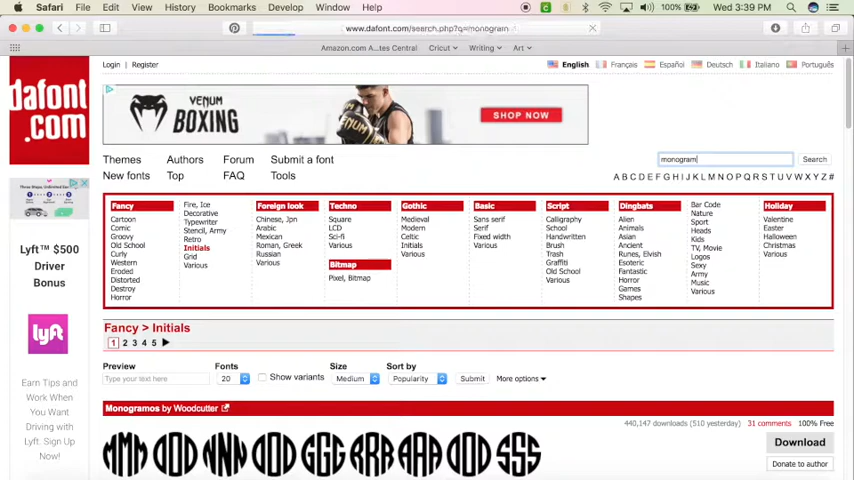 Safari File Edit View History Bookmarks Develop Window Help 100% Wed 3:39 PM
www.dafont.com/search.php?q=monogram
Amazon.com A...tes Central Cricut Writing Art
Login | Register English Français Español Deutsch Italiano Português
dafont
.com
VENUM
BOXING
SHOP NOW
Themes Authors Forum Submit a font
New fonts Top FAQ Tools
monogram Search
A B C D E F G H I J K L M N O P Q R S T U V W X Y Z #
Fancy
Cartoon
Comic
Groovy
Old School
Curly
Western
Eroded
Distorted
Destroy
Horror
Fire, Ice
Decorative
Typewriter
Stencil, Army
Retro
Initials
Grid
Various
Foreign look
Chinese, Jpn
Arabic
Mexican
Roman, Greek
Russian
Various
Techno
Square
LCD
Sci-fi
Various
Bitmap
Pixel, Bitmap
Gothic
Medieval
Modern
Celtic
Initials
Various
Basic
Sans serif
Serif
Fixed width
Various
Script
Calligraphy
School
Handwritten
Brush
Trash
Graffiti
Old School
Various
Dingbats
Alien
Animals
Asian
Ancient
Runes, Elvish
Esoteric
Fantastic
Horror
Games
Shapes
Bar Code
Nature
Sport
Heads
Kids
TV, Movie
Logos
Sexy
Army
Music
Various
Holiday
Valentine
Easter
Halloween
Christmas
Various
Lyft™ $500
Driver
Bonus
lyft
Earn Tips and
Work When
You Want.
Driving with
Lyft. Sign Up
Now!
Fancy > Initials
1 2 3 4 5
Preview Fonts Size Sort by
Type your text here 20 Show variants Medium Popularity Submit More options
Monogramos by Woodcutter
440,147 downloads (510 yesterday) 31 comments 100% Free
MMM OOO NNN OOO GGG RRR AAA OOO SSS
Download
Donate to author